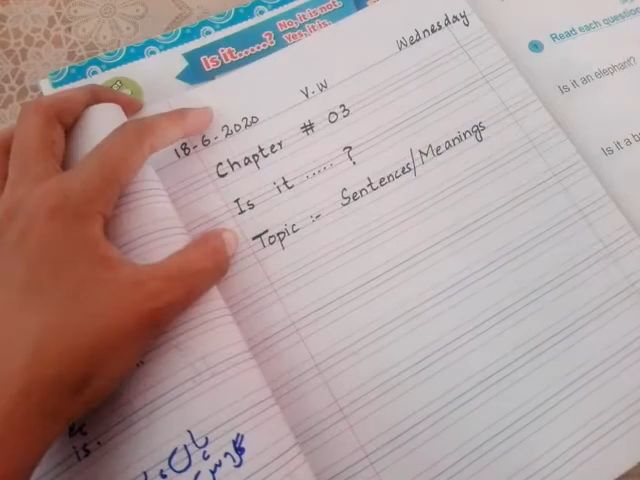 Is it.....?
No, it is not.
Yes, it is.
18-6-2020
V.W
Wednesday
Chapter # 03
Is it ..... ?
Topic :- Sentences/Meanings
Read each question
Is it an elephant?
Is it a b
is.